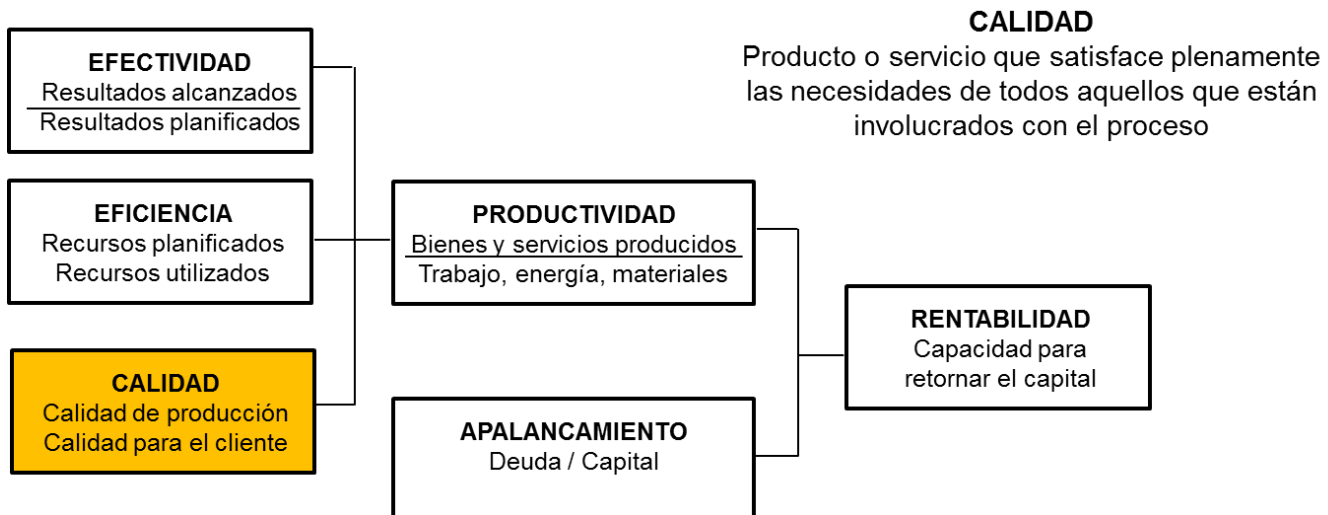 CALIDAD
Producto o servicio que satisface plenamente
las necesidades de todos aquellos que están
involucrados con el proceso
EFECTIVIDAD
Resultados alcanzados
Resultados planificados
EFICIENCIA
Recursos planificados
Recursos utilizados
CALIDAD
Calidad de producción
Calidad para el cliente
PRODUCTIVIDAD
Bienes y servicios producidos
Trabajo, energía, materiales
APALANCAMIENTO
Deuda / Capital
RENTABILIDAD
Capacidad para
retornar el capital